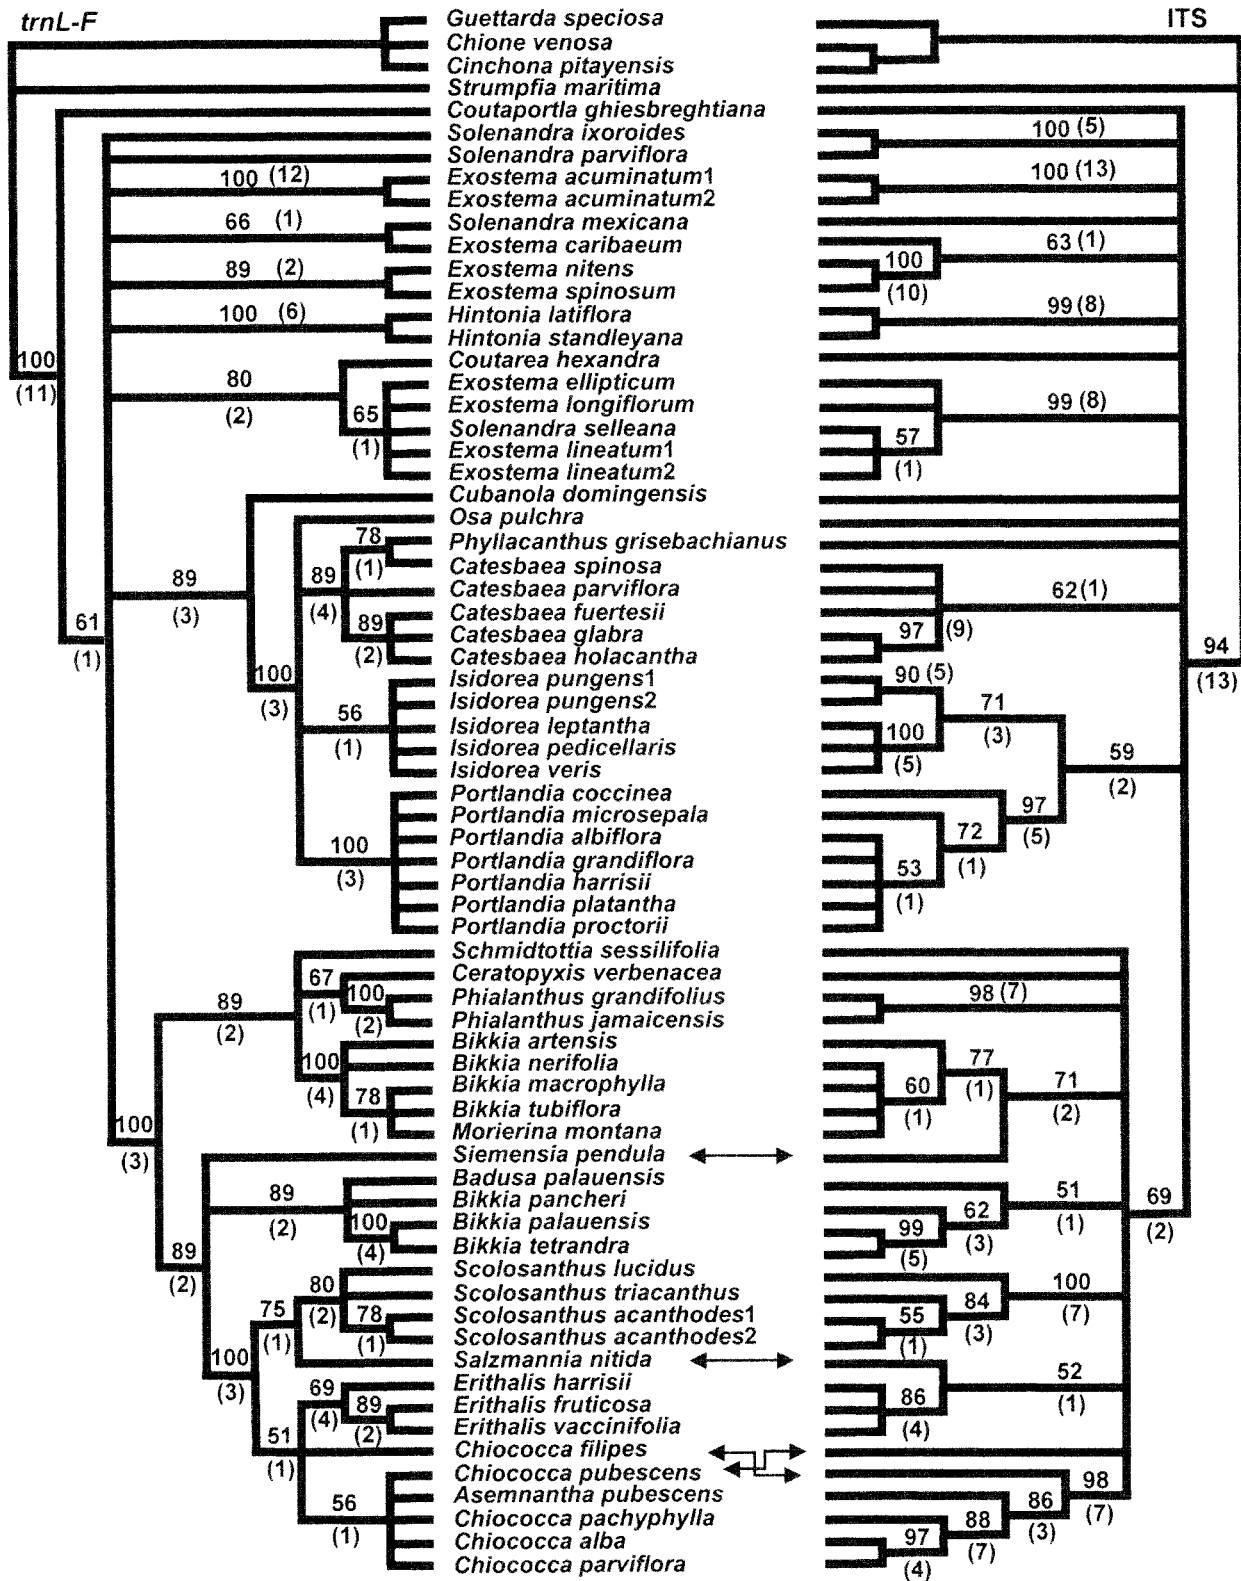 trnL-F
ITS
Guettarda speciosa
Chione venosa
Cinchona pitayensis
Strumpfia maritima
Coutaportla ghiesbreghtiana
Solenandra ixoroides
100 (5)
Solenandra parviflora
100 (12)
Exostema acuminatum1
100 (13)
Exostema acuminatum2
66 (1)
Solenandra mexicana
Exostema caribaeum
63 (1)
89 (2)
Exostema nitens
100
(10)
Exostema spinosum
100 (6)
Hintonia latiflora
99 (8)
Hintonia standleyana
100
(11)
Coutarea hexandra
80
(2)
Exostema ellipticum
65
(1)
Exostema longiflorum
99 (8)
Solenandra selleana
57
(1)
Exostema lineatum1
Exostema lineatum2
Cubanola domingensis
Osa pulchra
78
(1)
Phyllacanthus grisebachianus
89
(3)
89
(4)
Catesbaea spinosa
Catesbaea parviflora
62 (1)
61
(1)
89
(2)
Catesbaea fuertesii
(9)
Catesbaea glabra
97
94
(13)
Catesbaea holacantha
100
(3)
Isidorea pungens1
90 (5)
Isidorea pungens2
71
(3)
56
(1)
Isidorea leptantha
100
(5)
Isidorea pedicellaris
59
(2)
Isidorea veris
Portlandia coccinea
97
(5)
Portlandia microsepala
Portlandia albiflora
72
(1)
100
(3)
Portlandia grandiflora
53
(1)
Portlandia harrisii
Portlandia platantha
Portlandia proctorii
Schmidtottia sessilifolia
67
(1)
Ceratopyxis verbenacea
89
(2)
100
(2)
Phialanthus grandifolius
98 (7)
Phialanthus jamaicensis
Bikkia artensis
100
(4)
Bikkia nerifolia
77
(1)
71
(2)
78
(1)
Bikkia macrophylla
60
(1)
Bikkia tubiflora
100
(3)
Morierina montana
Siemensia pendula
Badusa palauensis
89
(2)
Bikkia pancheri
51
(1)
69
(2)
100
(4)
Bikkia palauensis
62
(3)
89
(2)
Bikkia tetrandra
99
(5)
Scolosanthus lucidus
100
(7)
80
(2)
Scolosanthus triacanthus
84
(3)
75
(1)
78
(1)
Scolosanthus acanthodes1
55
(1)
Scolosanthus acanthodes2
100
(3)
Salzmannia nitida
52
(1)
69
(4)
Erithalis harrisii
89
(2)
Erithalis fruticosa
86
(4)
Erithalis vaccinifolia
51
(1)
Chiococca filipes
Chiococca pubescens
98
(7)
Asemnantha pubescens
86
(3)
56
(1)
Chiococca pachyphylla
88
(7)
Chiococca alba
97
(4)
Chiococca parviflora